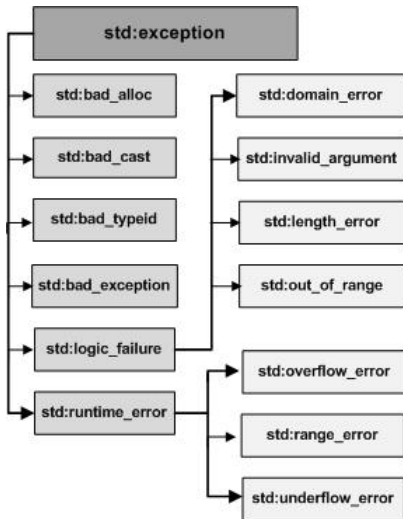 std:exception
std:bad_alloc
std:domain_error
std:bad_cast
std:invalid_argument
std:bad_typeid
std:length_error
std:bad_exception
std:out_of_range
std:logic_failure
std:overflow_error
std:runtime_error
std:range_error
std:underflow_error